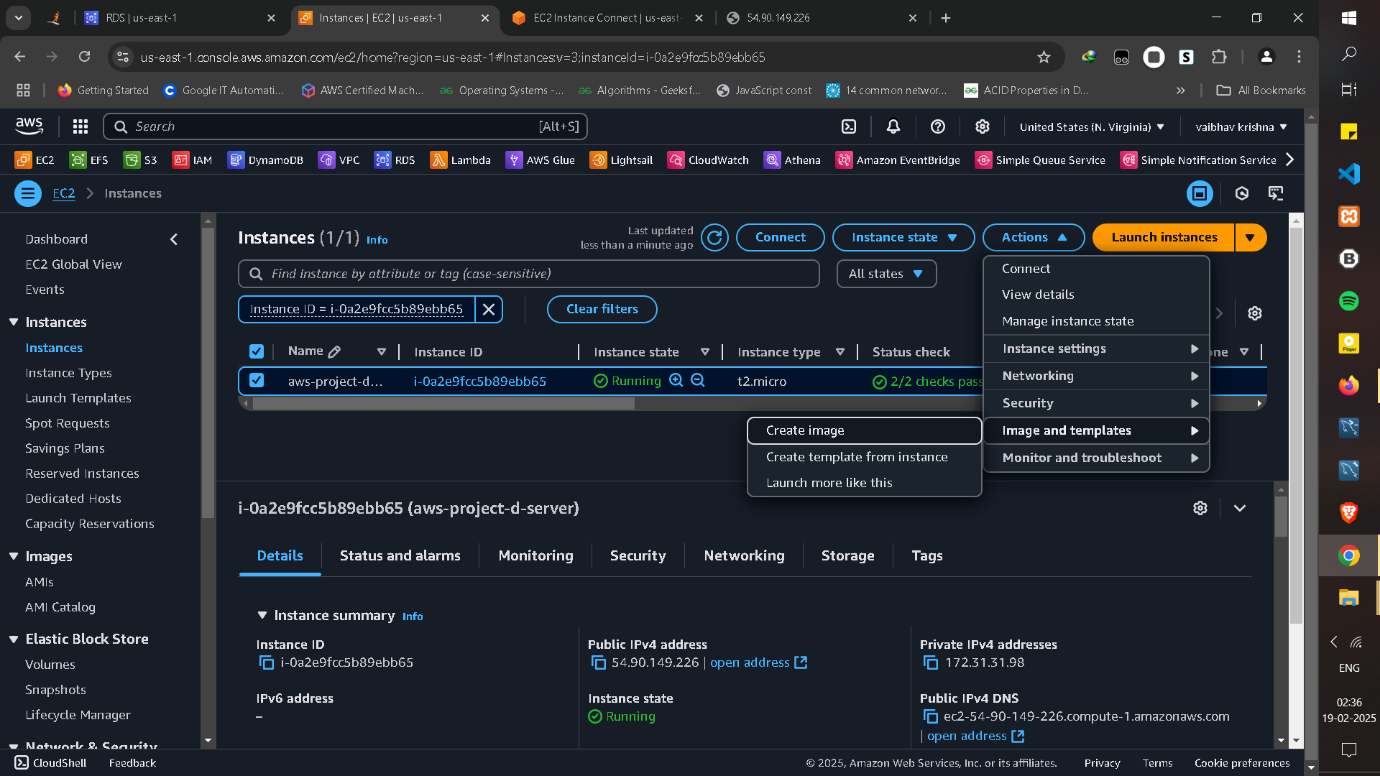 RDS | us-east-1
Instances | EC2 | us-east-1
EC2 Instance Connect | us-east-
54.90.149.226
us-east-1.console.aws.amazon.com/ec2/home?region=us-east-1#Instances:v=3;instanceId=i-0a2e9fcc5b89ebb65
Getting Started
Google IT Automati...
AWS Certified Mach...
Operating Systems -...
Algorithms - Geeksf...
JavaScript const
14 common networ...
ACID Properties in D...
All Bookmarks
aws
Search
[Alt+S]
United States (N. Virginia)
vaibhav krishna
EC2
EFS
S3
IAM
DynamoDB
VPC
RDS
Lambda
AWS Glue
Lightsail
CloudWatch
Athena
Amazon EventBridge
Simple Queue Service
Simple Notification Service
EC2
Instances
Dashboard
EC2 Global View
Events
Instances
Instances
Instance Types
Launch Templates
Spot Requests
Savings Plans
Reserved Instances
Dedicated Hosts
Capacity Reservations
Images
AMIs
AMI Catalog
Elastic Block Store
Volumes
Snapshots
Lifecycle Manager
Network & Security
Instances (1/1) Info
Last updated
less than a minute ago
Connect
Instance state
Actions
Launch instances
Find Instance by attribute or tag (case-sensitive)
All states
Instance ID = i-0a2e9fcc5b89ebb65
Clear filters
Name
Instance ID
Instance state
Instance type
Status check
one
aws-project-d...
i-0a2e9fcc5b89ebb65
Running
t2.micro
2/2 checks pass
Connect
View details
Manage instance state
Instance settings
Networking
Security
Image and templates
Monitor and troubleshoot
Create image
Create template from instance
Launch more like this
i-0a2e9fcc5b89ebb65 (aws-project-d-server)
Details
Status and alarms
Monitoring
Security
Networking
Storage
Tags
Instance summary Info
Instance ID
i-0a2e9fcc5b89ebb65
IPv6 address
–
Public IPv4 address
54.90.149.226 | open address
Instance state
Running
Private IPv4 addresses
172.31.31.98
Public IPv4 DNS
ec2-54-90-149-226.compute-1.amazonaws.com
| open address
CloudShell
Feedback
© 2025, Amazon Web Services, Inc. or its affiliates.
Privacy
Terms
Cookie preferences
ENG
02:36
19-02-2025